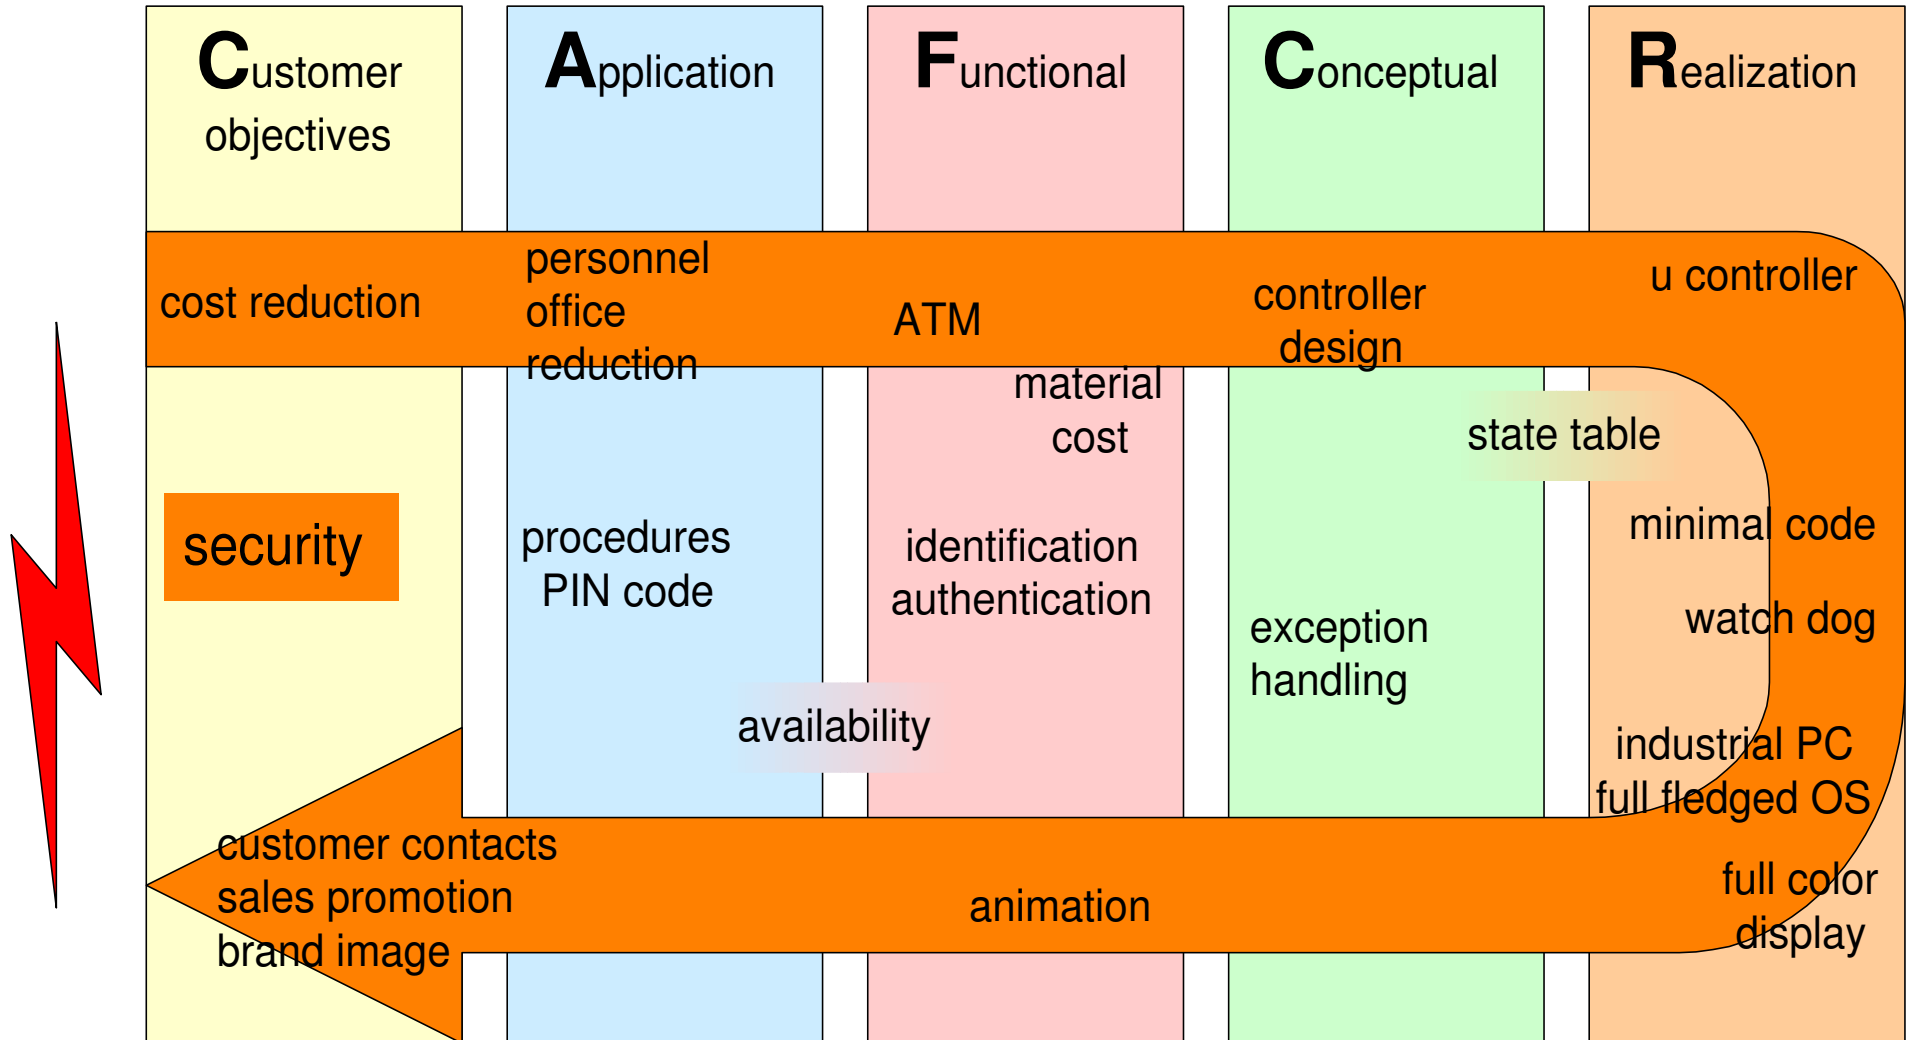 Customer
objectives
Application
Functional
Conceptual
Realization
cost reduction
personnel
office
reduction
ATM
material
cost
controller
design
u controller
state table
security
procedures
PIN code
identification
authentication
exception
handling
minimal code
watch dog
availability
industrial PC
full fledged OS
customer contacts
sales promotion
brand image
animation
full color
display